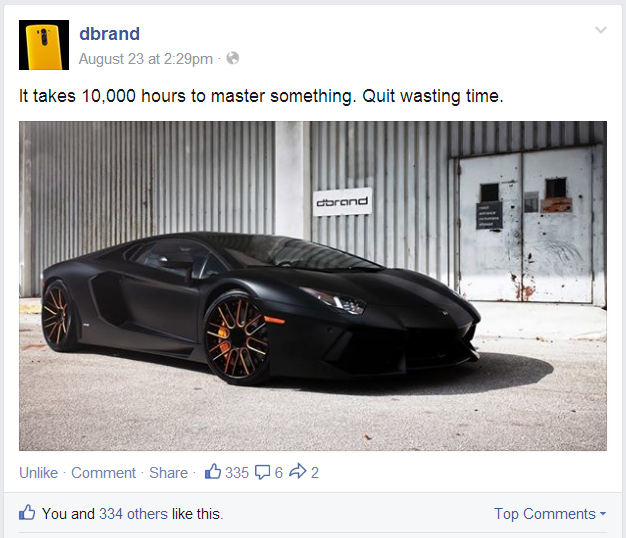 dbrand
August 23 at 2:29pm
It takes 10,000 hours to master something. Quit wasting time.
dbrand
Unlike · Comment · Share · 335 6 2
You and 334 others like this.
Top Comments